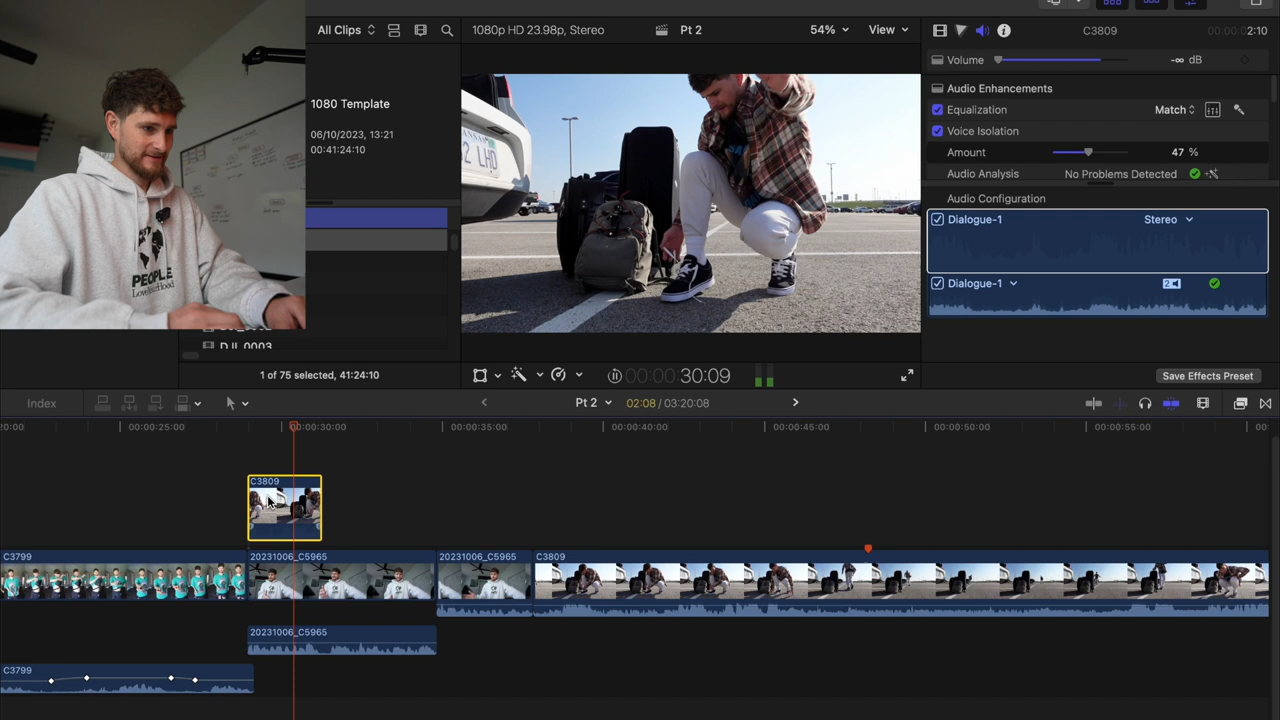 All Clips
1080p HD 23.98p, Stereo
Pt 2
54%
View
C3809
00:00:02:10
Volume
-∞ dB
1080 Template
06/10/2023, 13:21
00:41:24:10
Audio Enhancements
Equalization
Match
Voice Isolation
Amount
47 %
Audio Analysis
No Problems Detected
Audio Configuration
Dialogue-1
Stereo
Dialogue-1
2
2 LHD
PEOPLE
DJI_0003
1 of 75 selected, 41:24:10
00:00:30:09
Save Effects Preset
Index
Pt 2
02:08 / 03:20:08
00:00:25:00
00:00:30:00
00:00:35:00
00:00:40:00
00:00:45:00
00:00:50:00
00:00:55:00
C3809
C3799
20231006_C5965
20231006_C5965
C3809
20231006_C5965
C3799